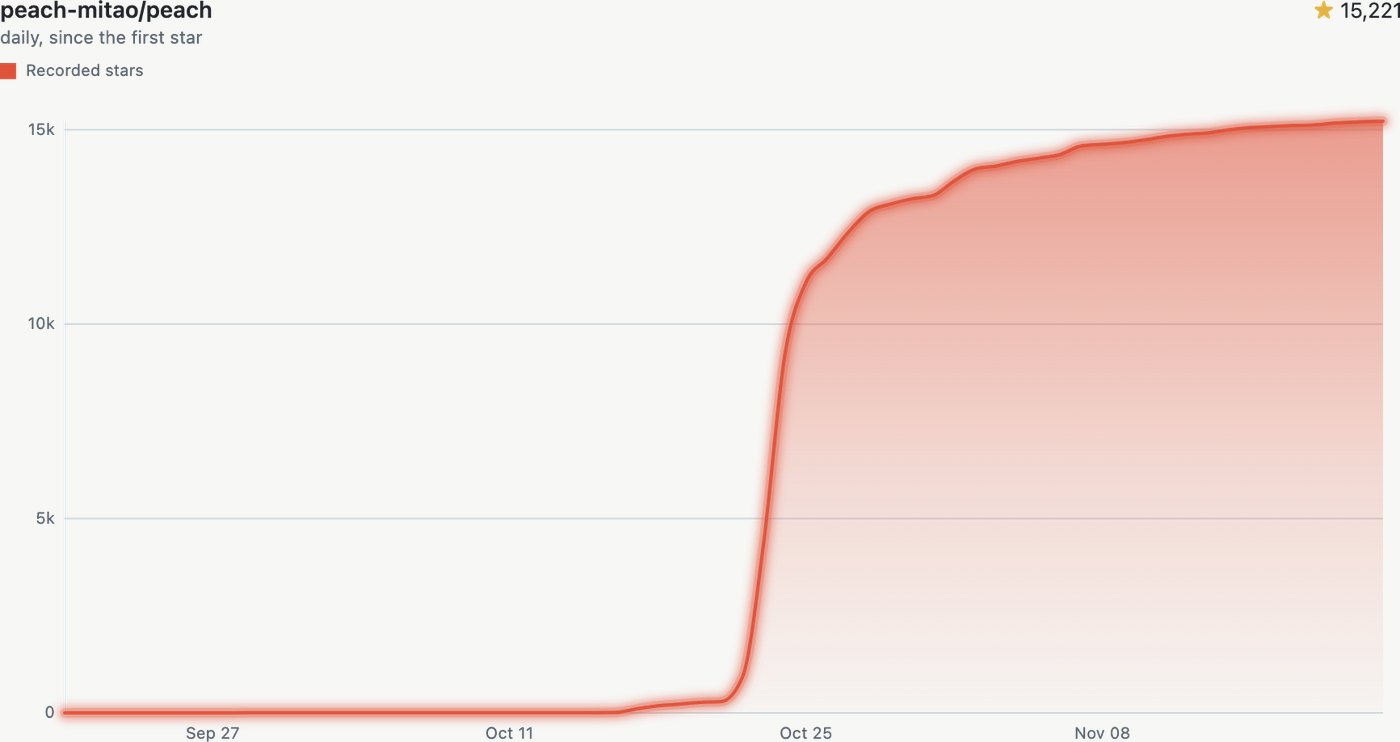 peach-mitao/peach
15,221
daily, since the first star
Recorded stars
15k
10k
5k
0
Sep 27
Oct 11
Oct 25
Nov 08